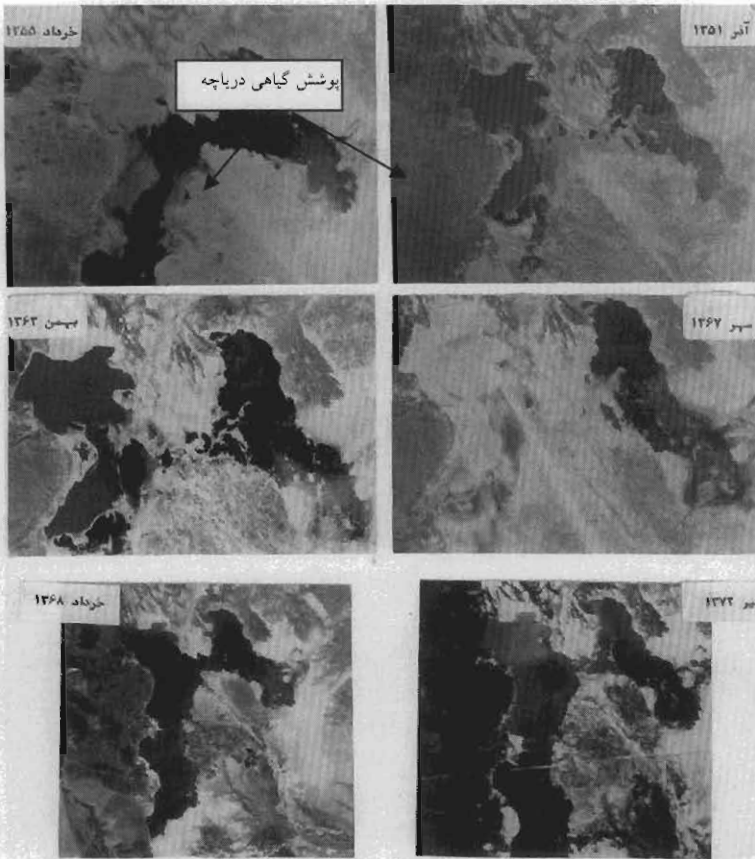 آذر ۱۳۵۱
خرداد ۱۳۵۵
پوشش گیاهی دریاچه
مهر ۱۳۶۷
بهمن ۱۳۶۳
۱۳۷۲
خرداد ۱۳۶۸